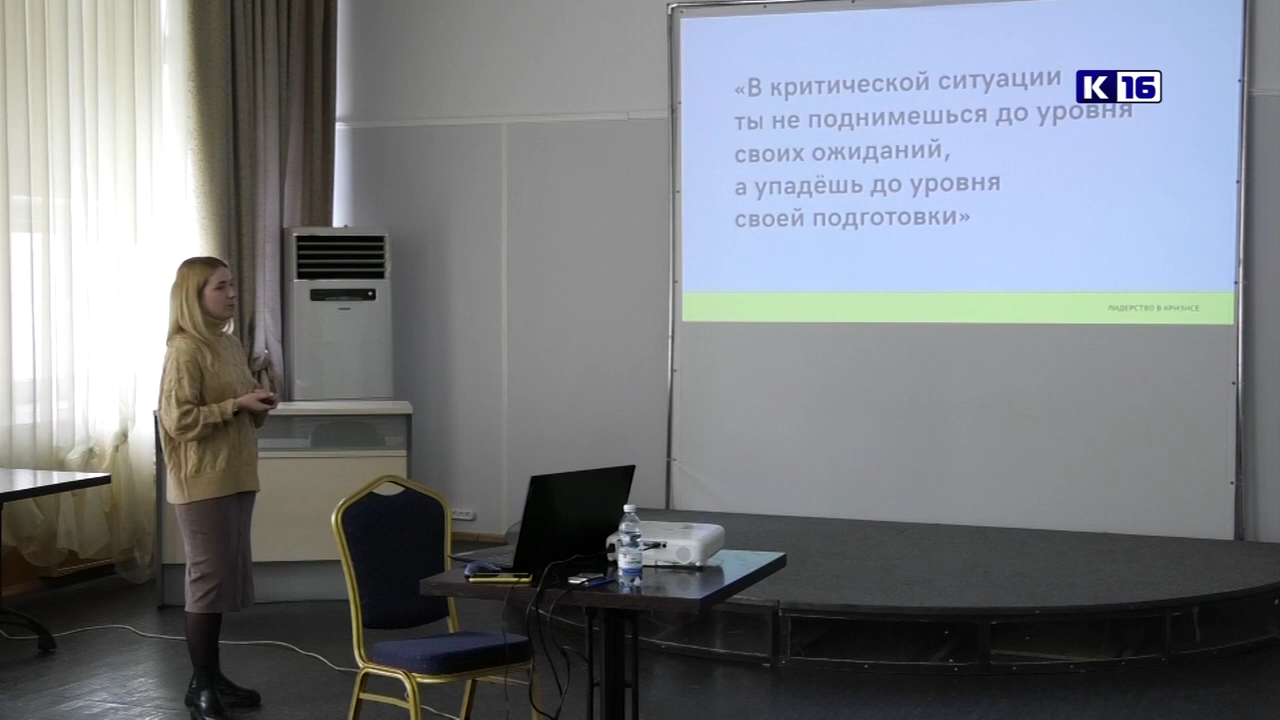 «В критической ситуации
ты не поднимешься до уровня
своих ожиданий,
а упадёшь до уровня
своей подготовки»
К 16
ЛИДЕРСТВО В КРИЗИСЕ